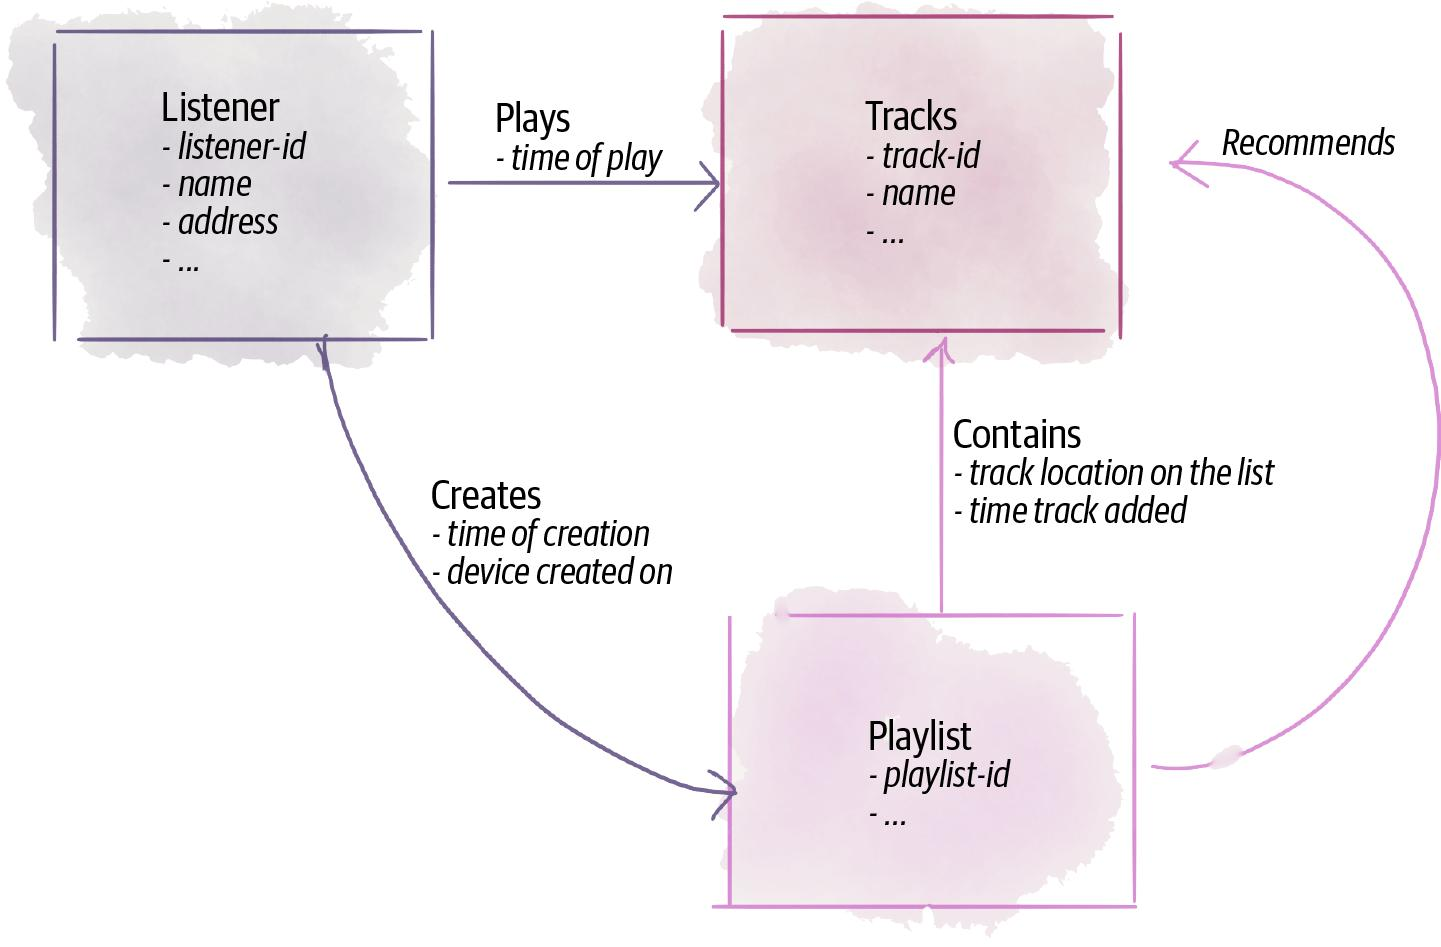 Listener
- listener-id
- name
- address
- ...
Plays
- time of play
Tracks
- track-id
- name
- ...
Recommends
Creates
- time of creation
- device created on
Contains
- track location on the list
- time track added
Playlist
- playlist-id
- ...